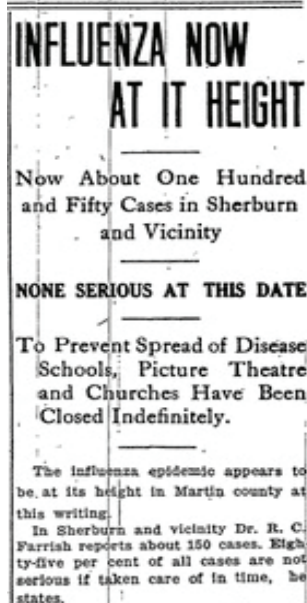 INFLUENZA NOW
AT IT HEIGHT
Now About One Hundred
and Fifty Cases in Sherburn
and Vicinity
NONE SERIOUS AT THIS DATE
To Prevent Spread of Disease
Schools, Picture Theatre
and Churches Have Been
Closed Indefinitely.
The influenza epidemic appears to
be at its height in Martin county at
this writing.
In Sherburn and vicinity Dr. R. C.
Farrish reports about 150 cases. Eigh
ty-five per cent of all cases are not
serious if taken care of in time, he
states.